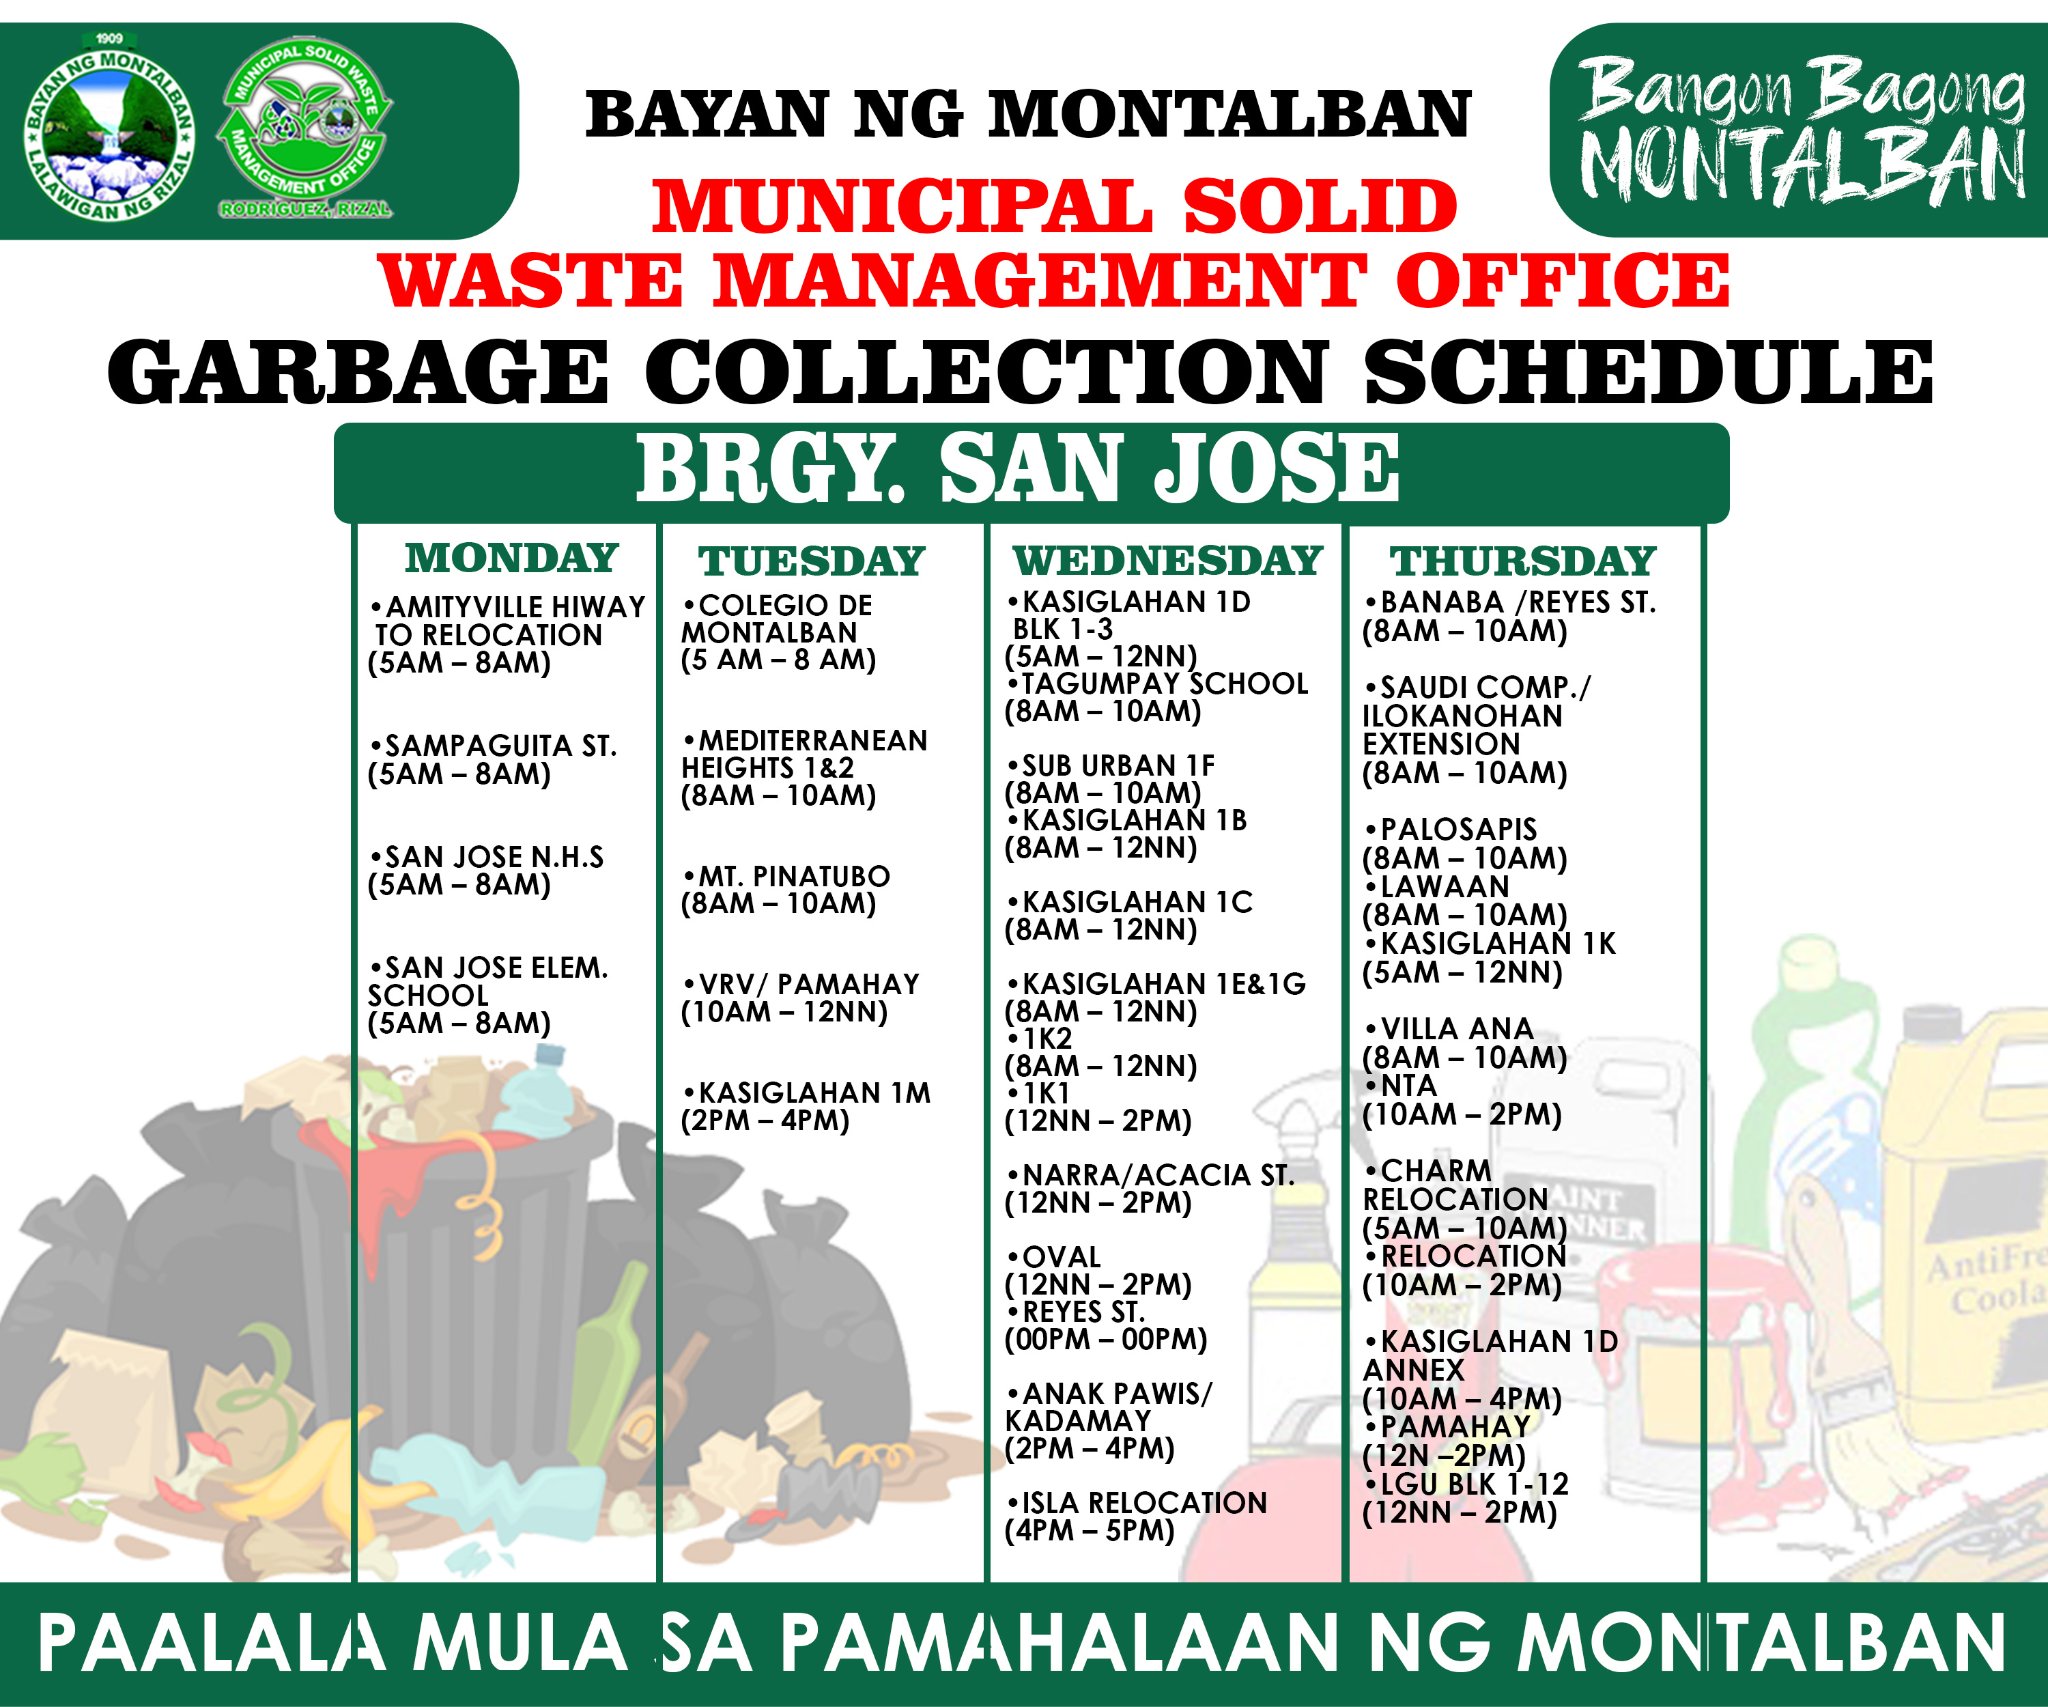 1909
BAYAN NG MONTALBAN
LALAWIGAN NG RIZAL
MUNICIPAL SOLID WASTE
MANAGEMENT OFFICE
RODRIGUEZ, RIZAL
BAYAN NG MONTALBAN
MUNICIPAL SOLID
WASTE MANAGEMENT OFFICE
Bangon Bagong
MONTALBAN
GARBAGE COLLECTION SCHEDULE
BRGY. SAN JOSE
MONDAY
•AMITYVILLE HIWAY
TO RELOCATION
(5AM – 8AM)
•SAMPAGUITA ST.
(5AM – 8AM)
•SAN JOSE N.H.S
(5AM – 8AM)
•SAN JOSE ELEM.
SCHOOL
(5AM – 8AM)
TUESDAY
•COLEGIO DE
MONTALBAN
(5 AM – 8 AM)
•MEDITERRANEAN
HEIGHTS 1&2
(8AM – 10AM)
•MT. PINATUBO
(8AM – 10AM)
•VRV/ PAMAHAY
(10AM – 12NN)
•KASIGLAHAN 1M
(2PM – 4PM)
WEDNESDAY
•KASIGLAHAN 1D
BLK 1-3
(5AM – 12NN)
•TAGUMPAY SCHOOL
(8AM – 10AM)
•SUB URBAN 1F
(8AM – 10AM)
•KASIGLAHAN 1B
(8AM – 12NN)
•KASIGLAHAN 1C
(8AM – 12NN)
•KASIGLAHAN 1E&1G
(8AM – 12NN)
•1K2
(8AM – 12NN)
•1K1
(12NN – 2PM)
•NARRA/ACACIA ST.
(12NN – 2PM)
•OVAL
(12NN – 2PM)
•REYES ST.
(00PM – 00PM)
•ANAK PAWIS/
KADAMAY
(2PM – 4PM)
•ISLA RELOCATION
(4PM – 5PM)
THURSDAY
•BANABA /REYES ST.
(8AM – 10AM)
•SAUDI COMP./
ILOKANOHAN
EXTENSION
(8AM – 10AM)
•PALOSAPIS
(8AM – 10AM)
•LAWAAN
(8AM – 10AM)
•KASIGLAHAN 1K
(5AM – 12NN)
•VILLA ANA
(8AM – 10AM)
•NTA
(10AM – 2PM)
•CHARM
RELOCATION
(5AM – 10AM)
•RELOCATION
(10AM – 2PM)
•KASIGLAHAN 1D
ANNEX
(10AM – 4PM)
•PAMAHAY
(12N –2PM)
•LGU BLK 1-12
(12NN – 2PM)
AntiFre
Coola
PAALALA MULA SA PAMAHALAAN NG MONTALBAN